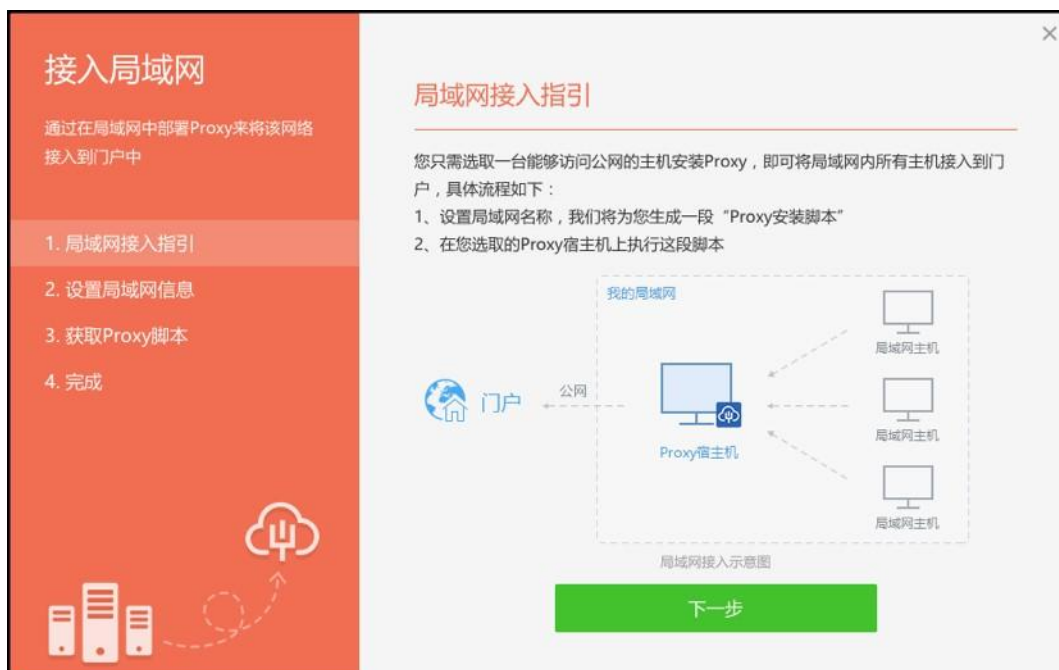 接入局域网
通过在局域网中部署Proxy来将该网络
接入到门户中
1. 局域网接入指引
2. 设置局域网信息
3. 获取Proxy脚本
4. 完成
局域网接入指引
您只需选取一台能够访问公网的主机安装Proxy，即可将局域网内所有主机接入到门
户，具体流程如下：
1、设置局域网名称，我们将为您生成一段“Proxy安装脚本”
2、在您选取的Proxy宿主机上执行这段脚本
我的局域网
局域网主机
公网
门户
局域网主机
Proxy宿主机
局域网主机
局域网接入示意图
下一步